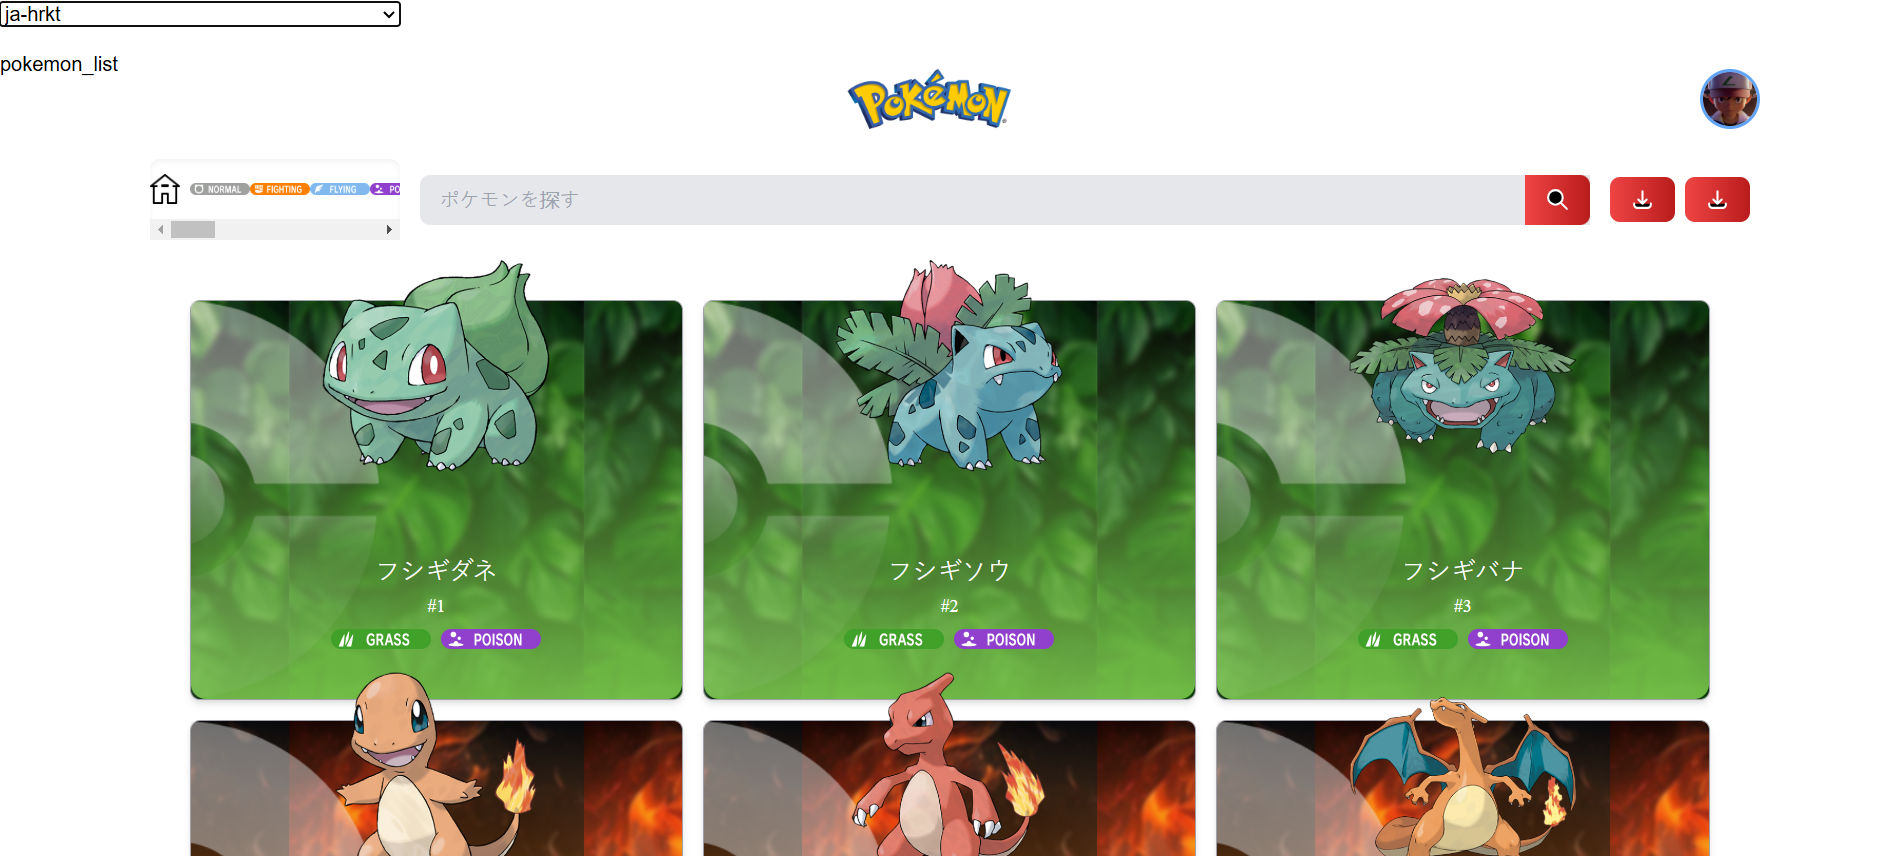 ja-hrkt
pokemon_list
POKéMON
NORMAL FIGHTING FLYING PO
ポケモンを探す
フシギダネ
#1
GRASS POISON
フシギソウ
#2
GRASS POISON
フシギバナ
#3
GRASS POISON